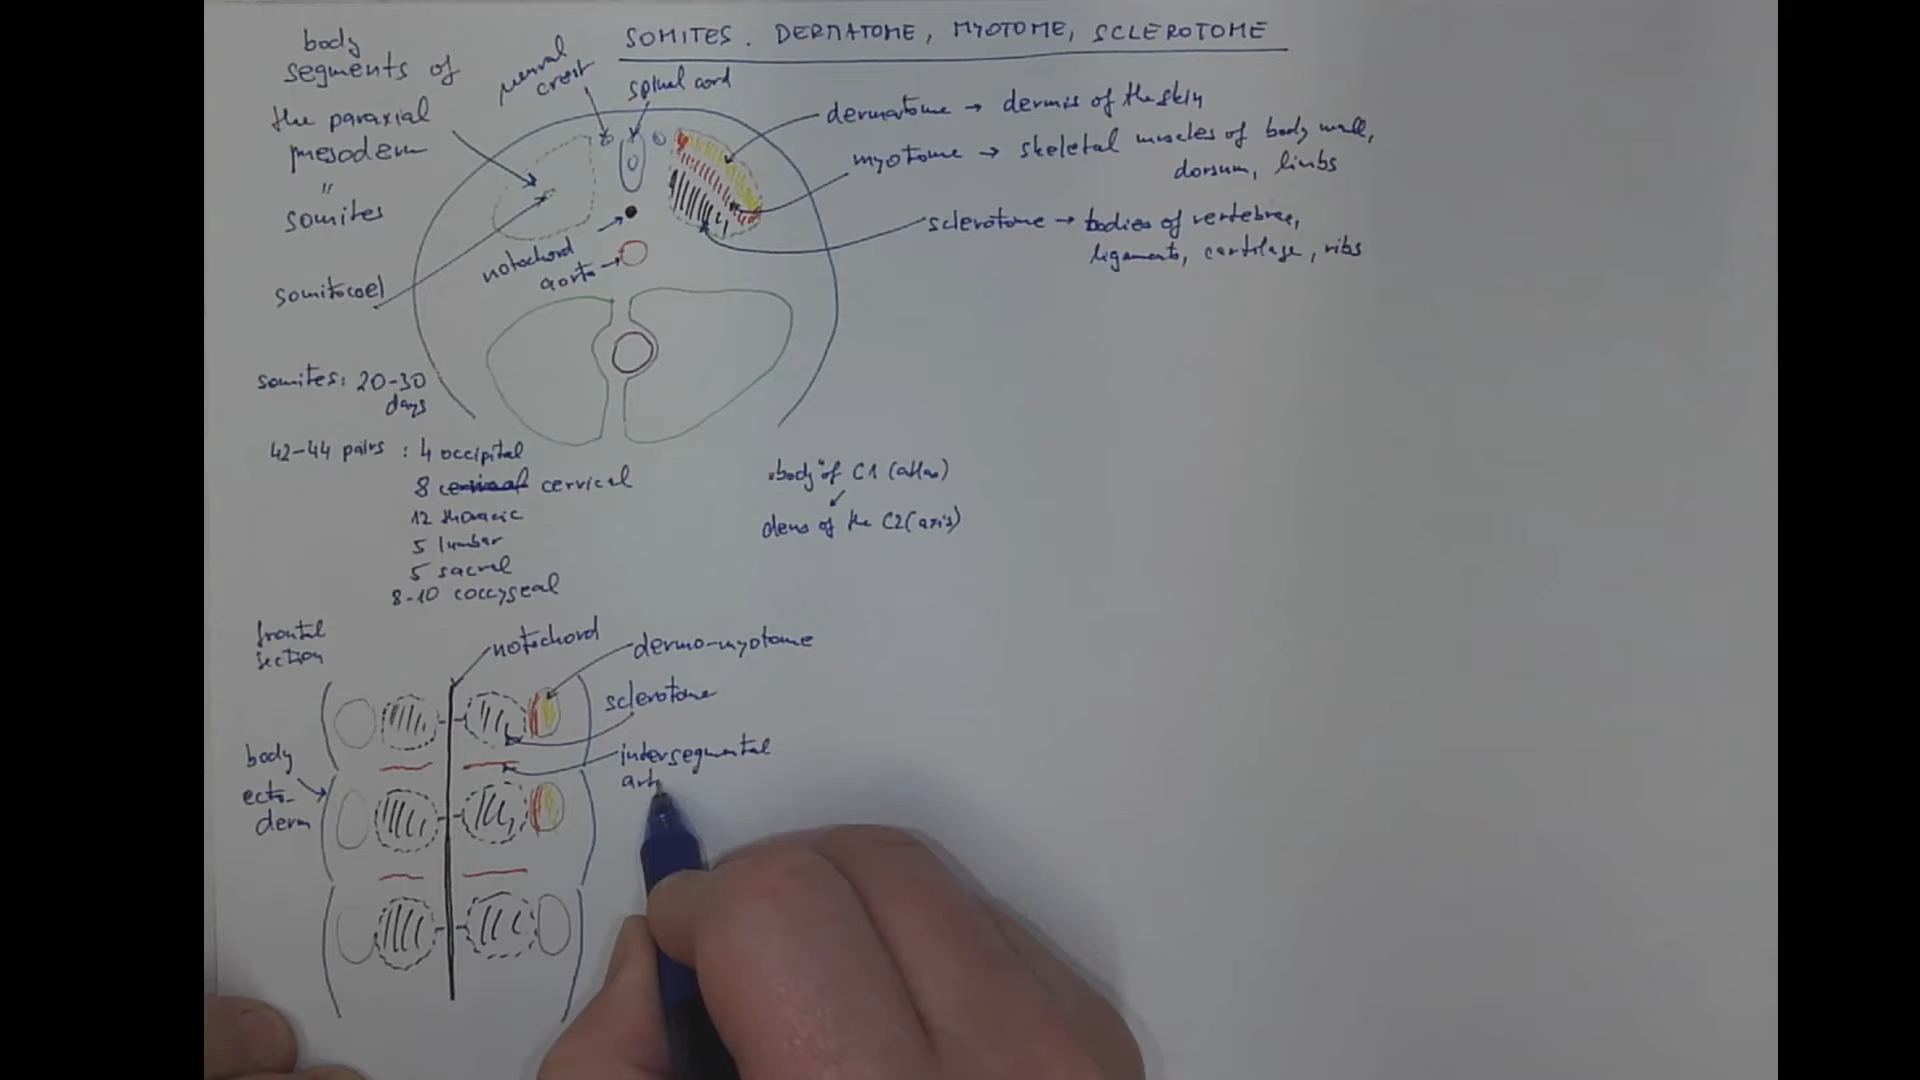 SOMITES. DERMATOME, MYOTOME, SCLEROTOME
body
segments of
the paraxial
mesoderm
"
somites
somitocoel
neural
crest
spinal cord
notochord
aorta
dermatome → dermis of the skin
myotome → skeletal muscles of body wall,
dorsum, limbs
sclerotome → bodies of vertebrae,
ligaments, cartilage, ribs
somites: 20-30
days
42-44 pairs : 4 occipital
8 cervical
12 thoracic
5 lumbar
5 sacral
8-10 coccygeal
"body" of C1 (atlas)
dens of the C2 (axis)
frontal
section
notochord
dermo-myotome
sclerotome
intersegmental
art
body
ecto-
derm